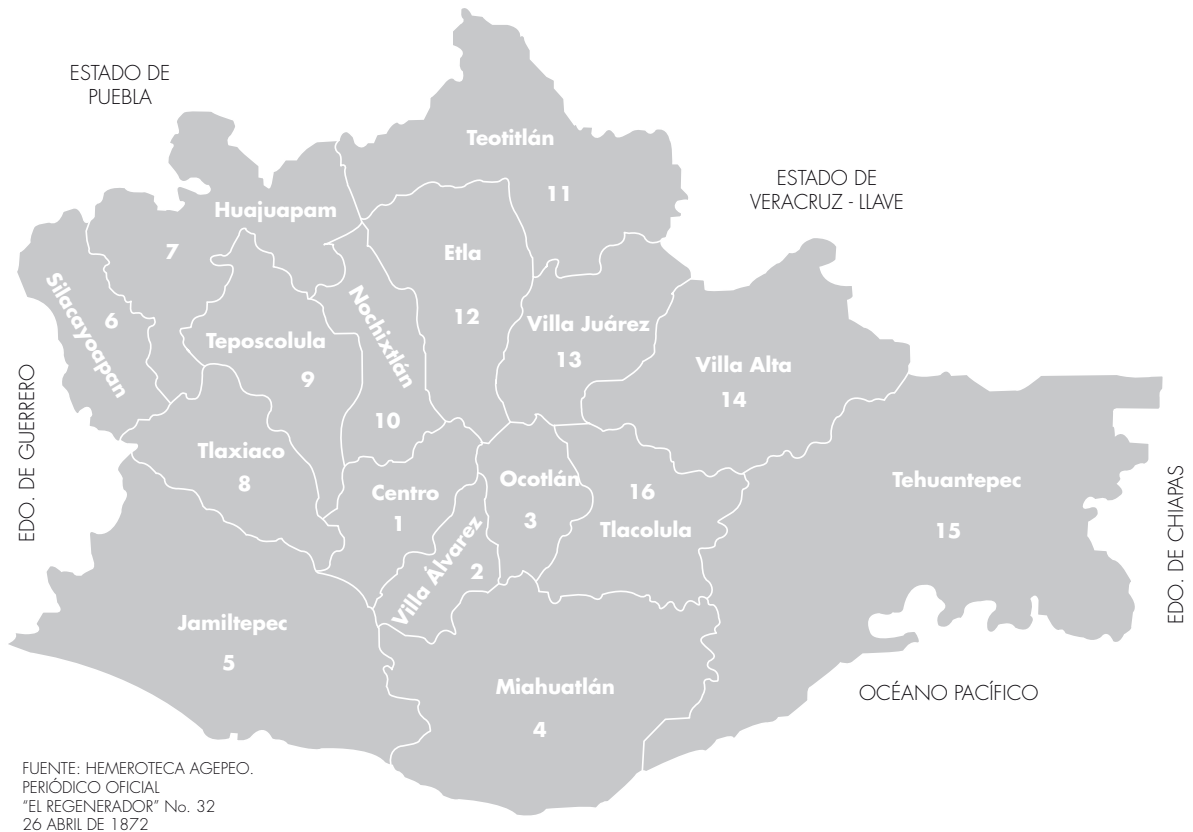 ESTADO DE
PUEBLA
Teotitlán
11
ESTADO DE
VERACRUZ - LLAVE
Huajuapam
7
Etla
12
Silacayoapan
6
Nochixtlán
10
Villa Juárez
13
Teposcolula
9
Villa Alta
14
EDO. DE GUERRERO
Tlaxiaco
8
Centro
1
Ocotlán
3
16
Tlacolula
Tehuantepec
15
EDO. DE CHIAPAS
Villa Álvarez
2
Jamiltepec
5
Miahuatlán
4
OCÉANO PACÍFICO
FUENTE: HEMEROTECA AGEPEO.
PERIÓDICO OFICIAL
“EL REGENERADOR” No. 32
26 ABRIL DE 1872